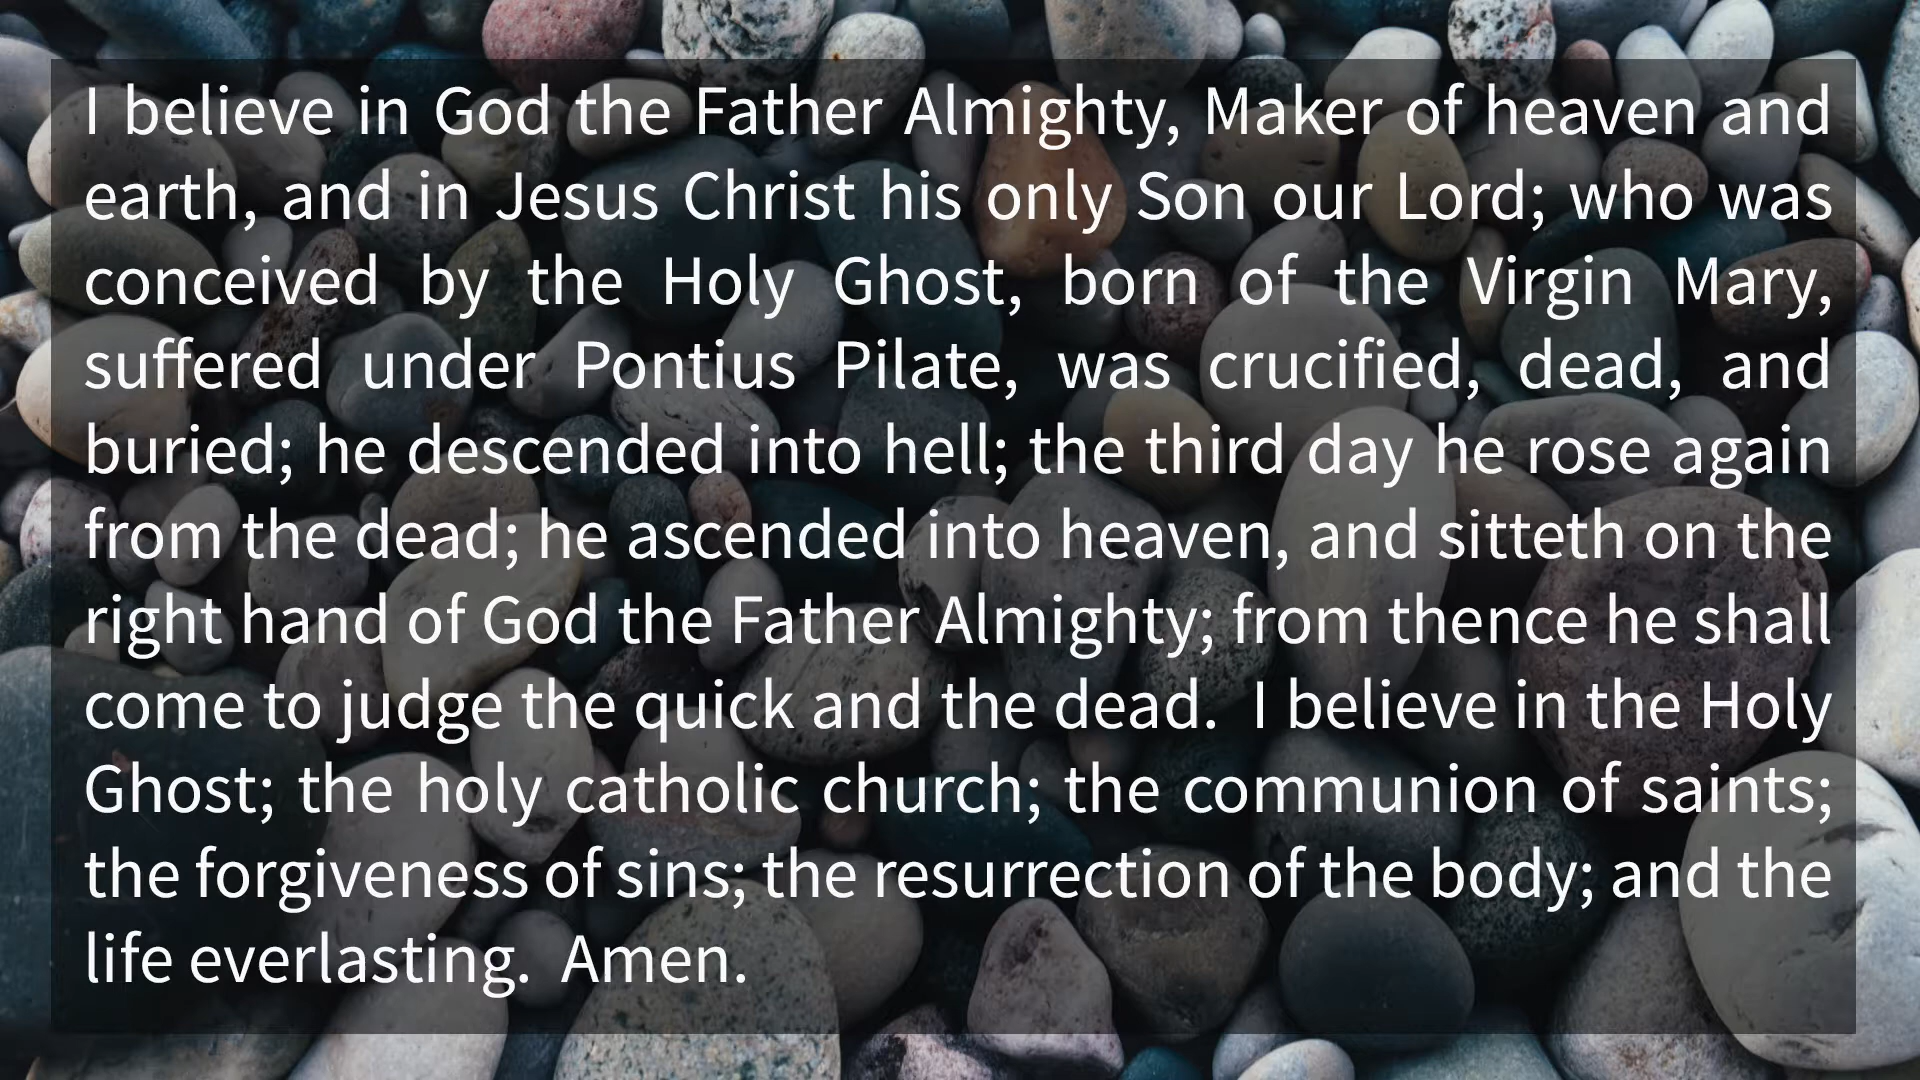 I believe in God the Father Almighty, Maker of heaven and
earth, and in Jesus Christ his only Son our Lord; who was
conceived by the Holy Ghost, born of the Virgin Mary,
suffered under Pontius Pilate, was crucified, dead, and
buried; he descended into hell; the third day he rose again
from the dead; he ascended into heaven, and sitteth on the
right hand of God the Father Almighty; from thence he shall
come to judge the quick and the dead.  I believe in the Holy
Ghost; the holy catholic church; the communion of saints;
the forgiveness of sins; the resurrection of the body; and the
life everlasting.  Amen.